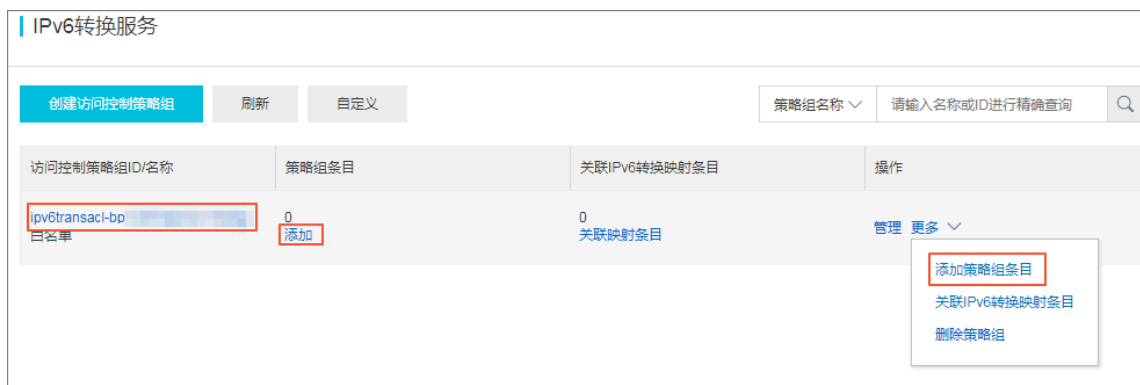 IPv6转换服务
创建访问控制策略组 刷新 自定义 策略组名称 请输入名称或ID进行精确查询
访问控制策略组ID/名称 策略组条目 关联IPv6转换映射条目 操作
ipv6transacl-bp 0 0 管理 更多
白名单 添加 关联映射条目
添加策略组条目
关联IPv6转换映射条目
删除策略组